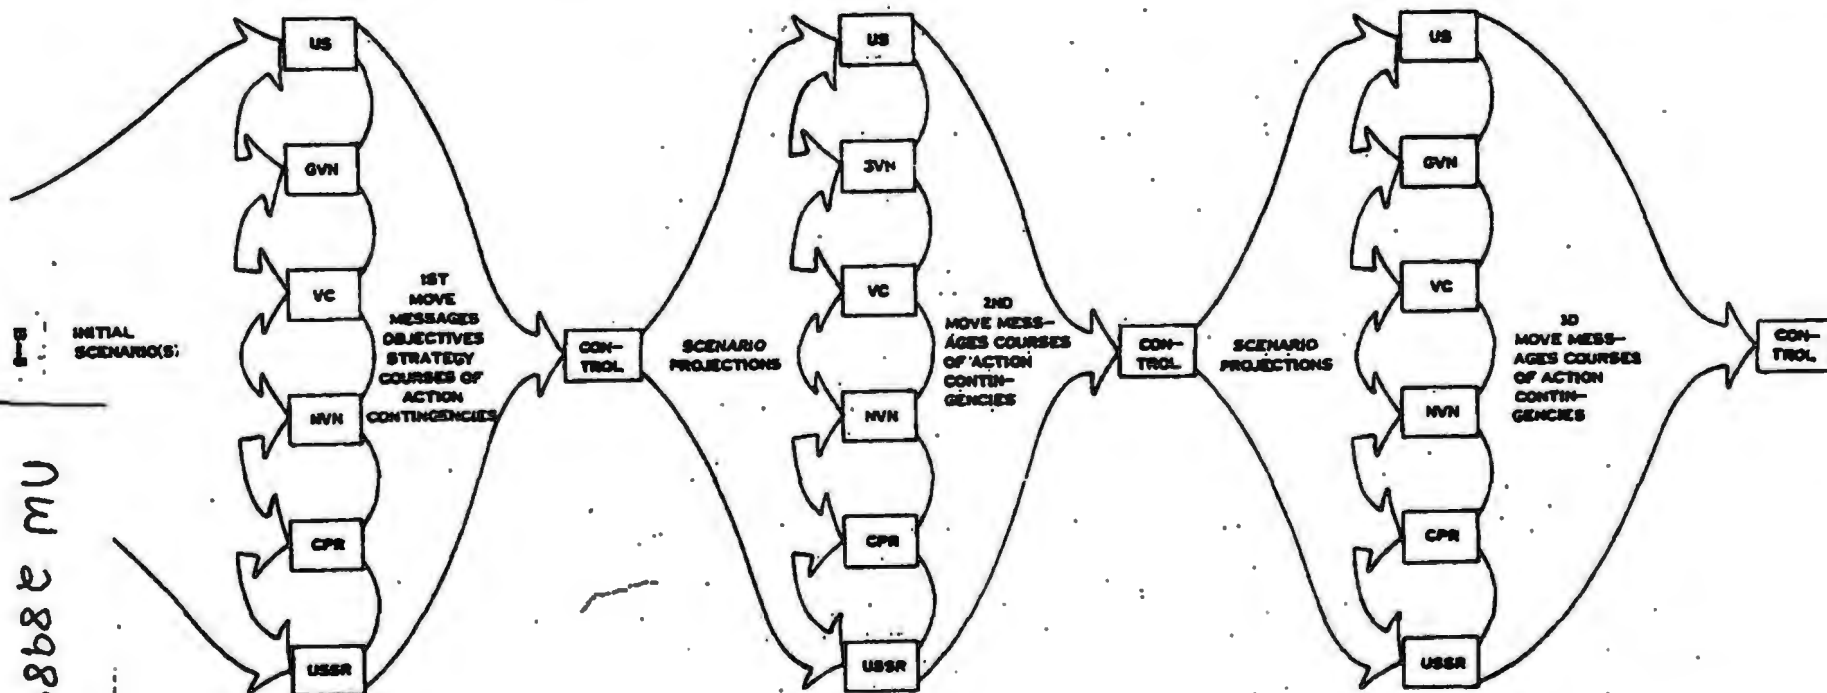 INITIAL
SCENARIO(S)
US
GVN
VC
NVN
CPR
USSR
1ST
MOVE
MESSAGES
OBJECTIVES
STRATEGY
COURSES OF
ACTION
CONTINGENCIES
CON-
TROL
SCENARIO
PROJECTIONS
US
GVN
VC
NVN
CPR
USSR
2ND
MOVE MESS-
AGES COURSES
OF ACTION
CONTIN-
GENCIES
CON-
TROL
SCENARIO
PROJECTIONS
US
GVN
VC
NVN
CPR
USSR
3D
MOVE MESS-
AGES COURSES
OF ACTION
CONTIN-
GENCIES
CON-
TROL